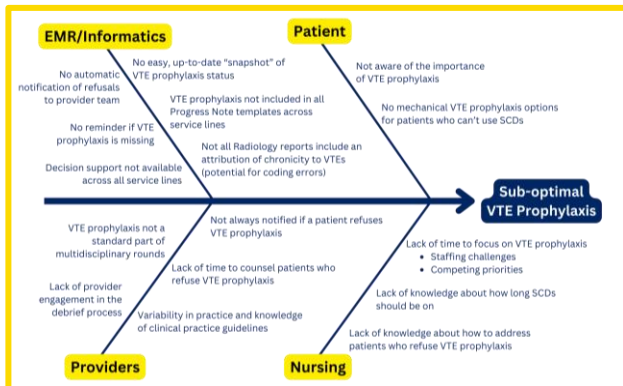 EMR/Informatics
No automatic
notification of refusals
to provider team
No reminder if VTE
prophylaxis is missing
Decision support not available
across all service lines
No easy, up-to-date “snapshot” of
VTE prophylaxis status
VTE prophylaxis not included in all
Progress Note templates across
service lines
Not all Radiology reports include an
attribution of chronicity to VTEs
(potential for coding errors)
Patient
Not aware of the importance
of VTE prophylaxis
No mechanical VTE prophylaxis options
for patients who can't use SCDs
Sub-optimal
VTE Prophylaxis
VTE prophylaxis not a
standard part of
multidisciplinary rounds
Lack of provider
engagement in the
debrief process
Not always notified if a patient refuses
VTE prophylaxis
Lack of time to counsel patients who
refuse VTE prophylaxis
Variability in practice and knowledge
of clinical practice guidelines
Providers
Lack of time to focus on VTE prophylaxis
• Staffing challenges
• Competing priorities
Lack of knowledge about how long SCDs
should be on
Lack of knowledge about how to address
patients who refuse VTE prophylaxis
Nursing